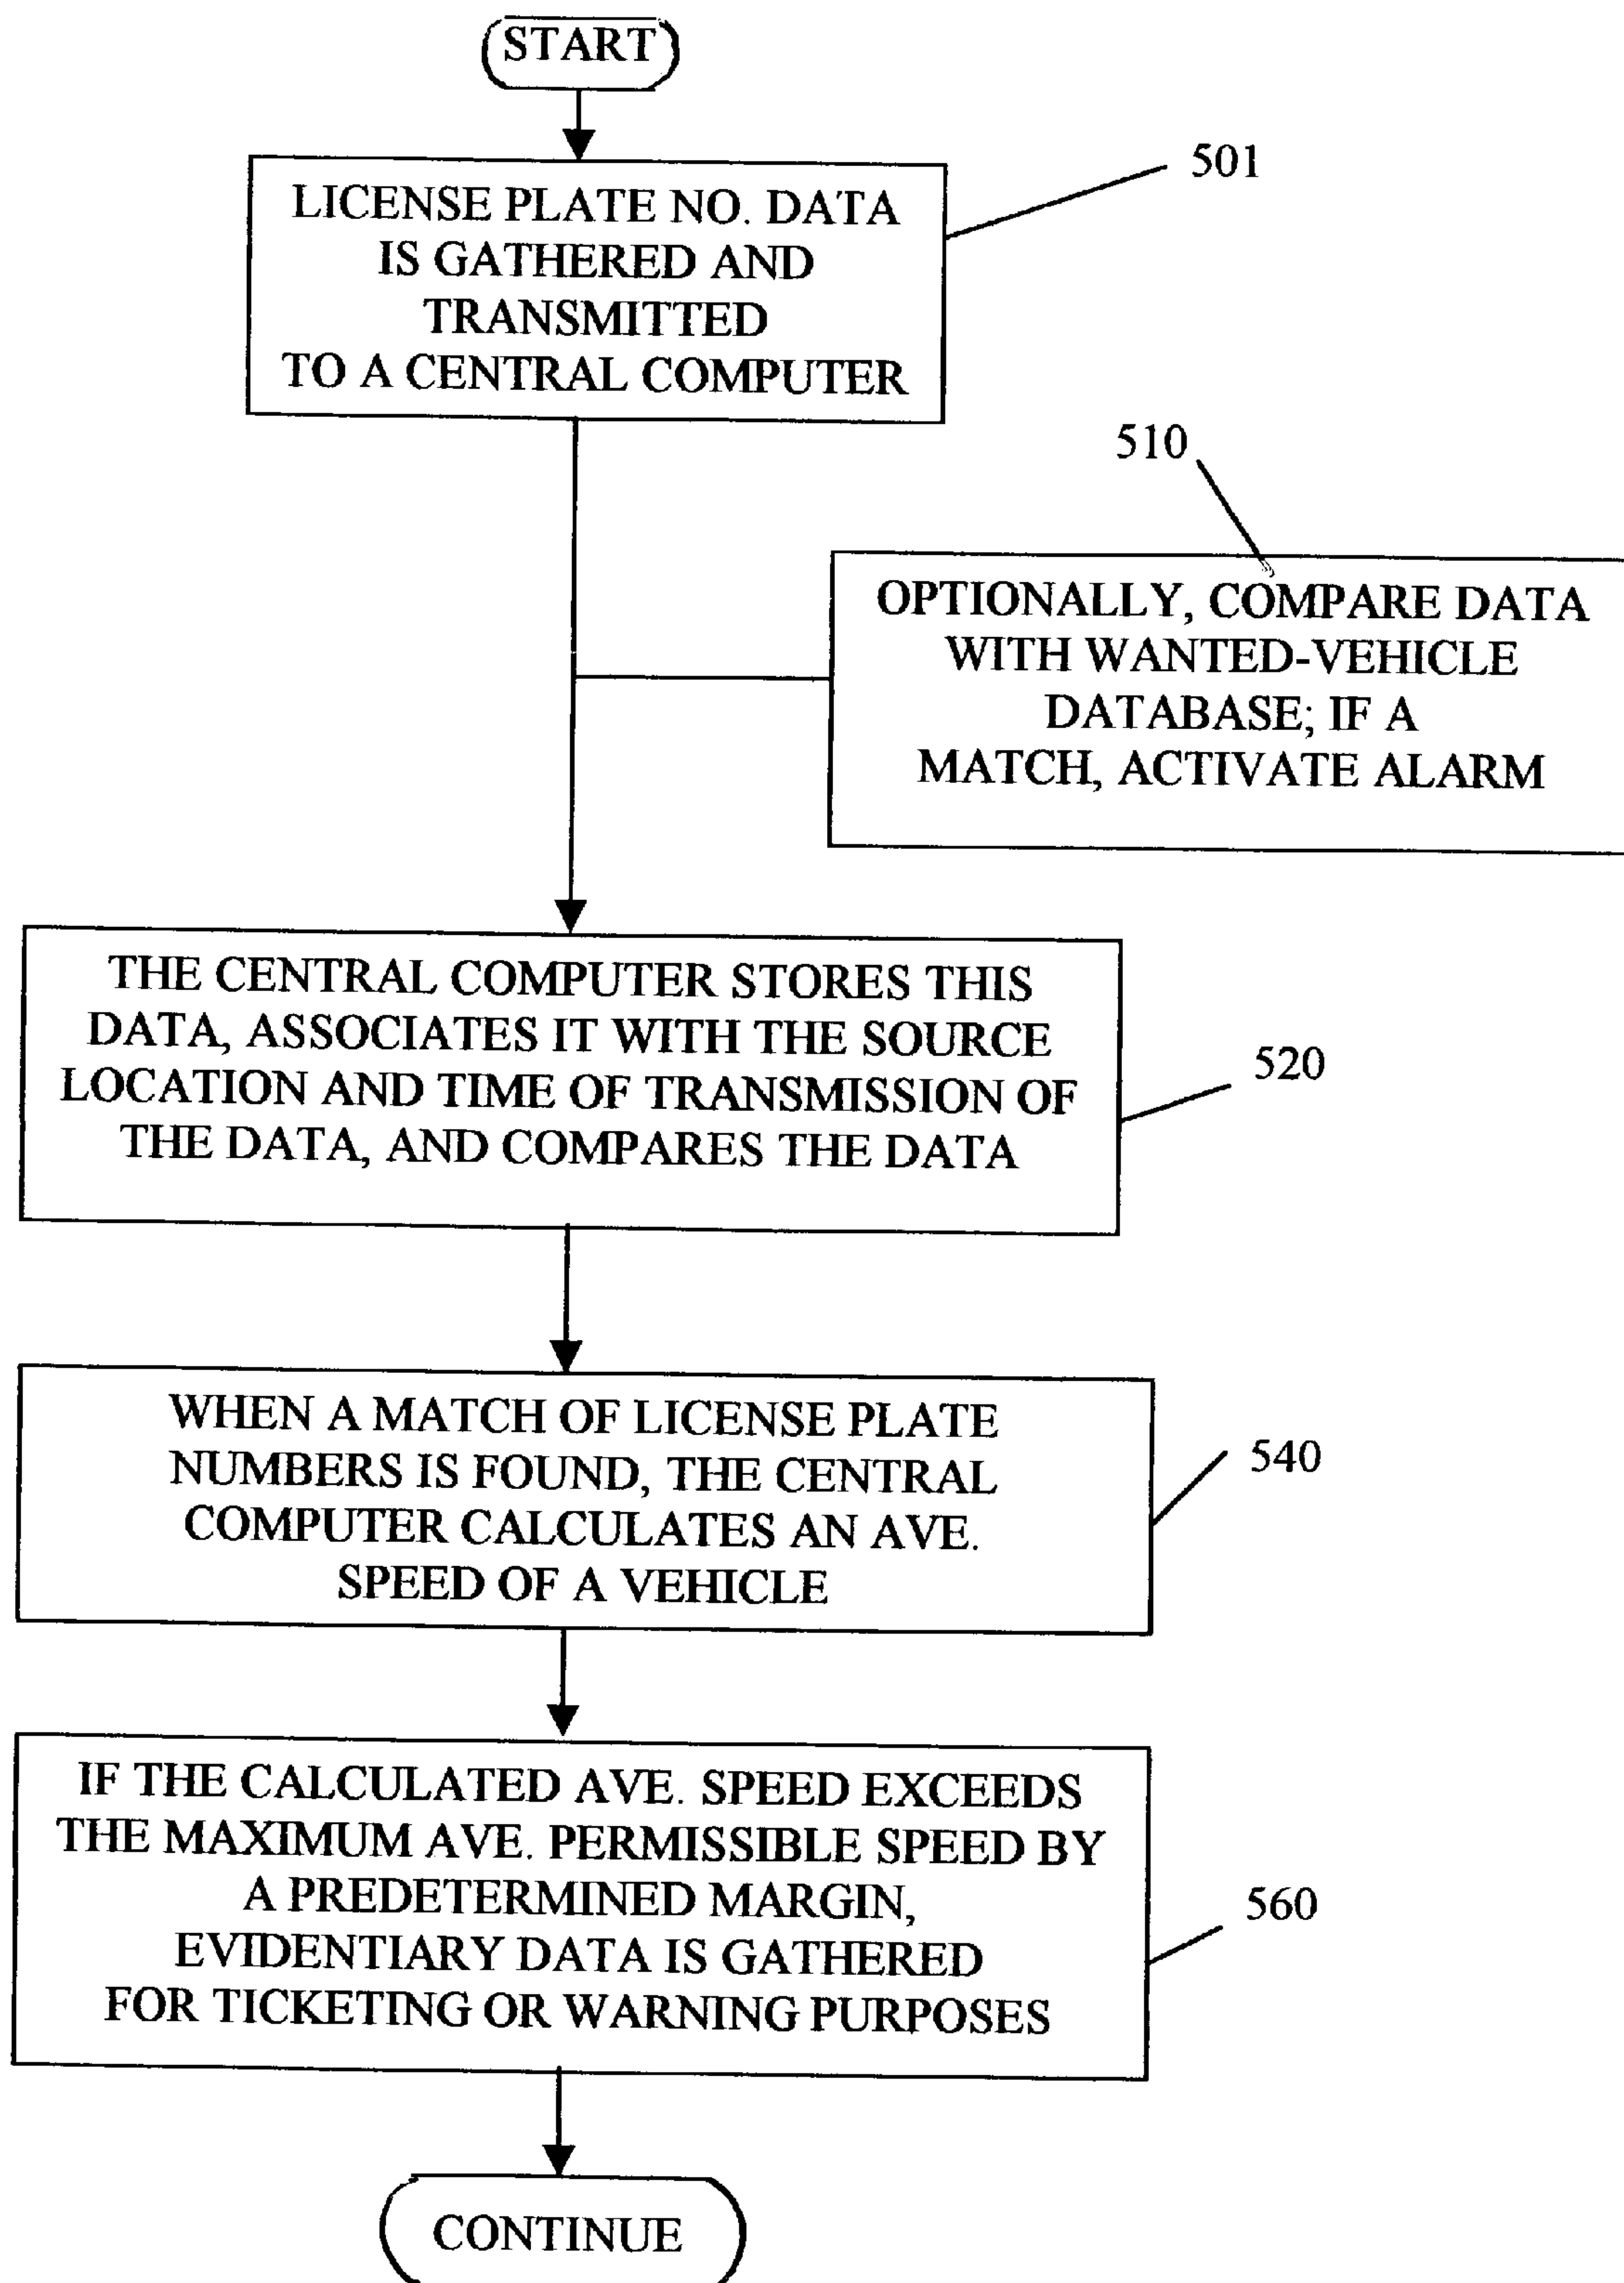 START
501
LICENSE PLATE NO. DATA
IS GATHERED AND
TRANSMITTED
TO A CENTRAL COMPUTER
510
OPTIONALLY, COMPARE DATA
WITH WANTED-VEHICLE
DATABASE; IF A
MATCH, ACTIVATE ALARM
THE CENTRAL COMPUTER STORES THIS
DATA, ASSOCIATES IT WITH THE SOURCE
LOCATION AND TIME OF TRANSMISSION OF
THE DATA, AND COMPARES THE DATA
520
WHEN A MATCH OF LICENSE PLATE
NUMBERS IS FOUND, THE CENTRAL
COMPUTER CALCULATES AN AVE.
SPEED OF A VEHICLE
540
IF THE CALCULATED AVE. SPEED EXCEEDS
THE MAXIMUM AVE. PERMISSIBLE SPEED BY
A PREDETERMINED MARGIN,
EVIDENTIARY DATA IS GATHERED
FOR TICKETING OR WARNING PURPOSES
560
CONTINUE